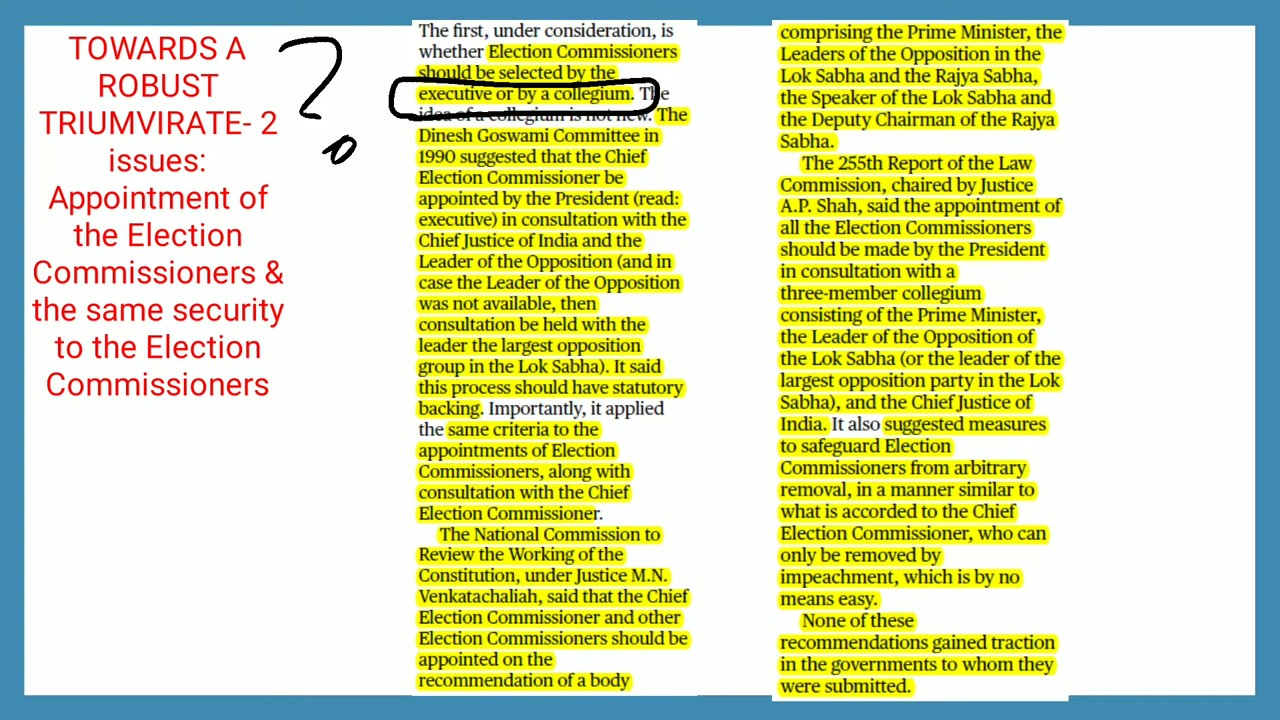 TOWARDS A
ROBUST
TRIUMVIRATE- 2
issues:
Appointment of
the Election
Commissioners &
the same security
to the Election
Commissioners
?
The first, under consideration, is
whether Election Commissioners
should be selected by the
executive or by a collegium. The
idea of a collegium is not new. The
Dinesh Goswami Committee in
1990 suggested that the Chief
Election Commissioner be
appointed by the President (read:
executive) in consultation with the
Chief Justice of India and the
Leader of the Opposition (and in
case the Leader of the Opposition
was not available, then
consultation be held with the
leader the largest opposition
group in the Lok Sabha). It said
this process should have statutory
backing. Importantly, it applied
the same criteria to the
appointments of Election
Commissioners, along with
consultation with the Chief
Election Commissioner.
The National Commission to
Review the Working of the
Constitution, under Justice M.N.
Venkatachaliah, said that the Chief
Election Commissioner and other
Election Commissioners should be
appointed on the
recommendation of a body
comprising the Prime Minister, the
Leaders of the Opposition in the
Lok Sabha and the Rajya Sabha,
the Speaker of the Lok Sabha and
the Deputy Chairman of the Rajya
Sabha.
The 255th Report of the Law
Commission, chaired by Justice
A.P. Shah, said the appointment of
all the Election Commissioners
should be made by the President
in consultation with a
three-member collegium
consisting of the Prime Minister,
the Leader of the Opposition of
the Lok Sabha (or the leader of the
largest opposition party in the Lok
Sabha), and the Chief Justice of
India. It also suggested measures
to safeguard Election
Commissioners from arbitrary
removal, in a manner similar to
what is accorded to the Chief
Election Commissioner, who can
only be removed by
impeachment, which is by no
means easy.
None of these
recommendations gained traction
in the governments to whom they
were submitted.